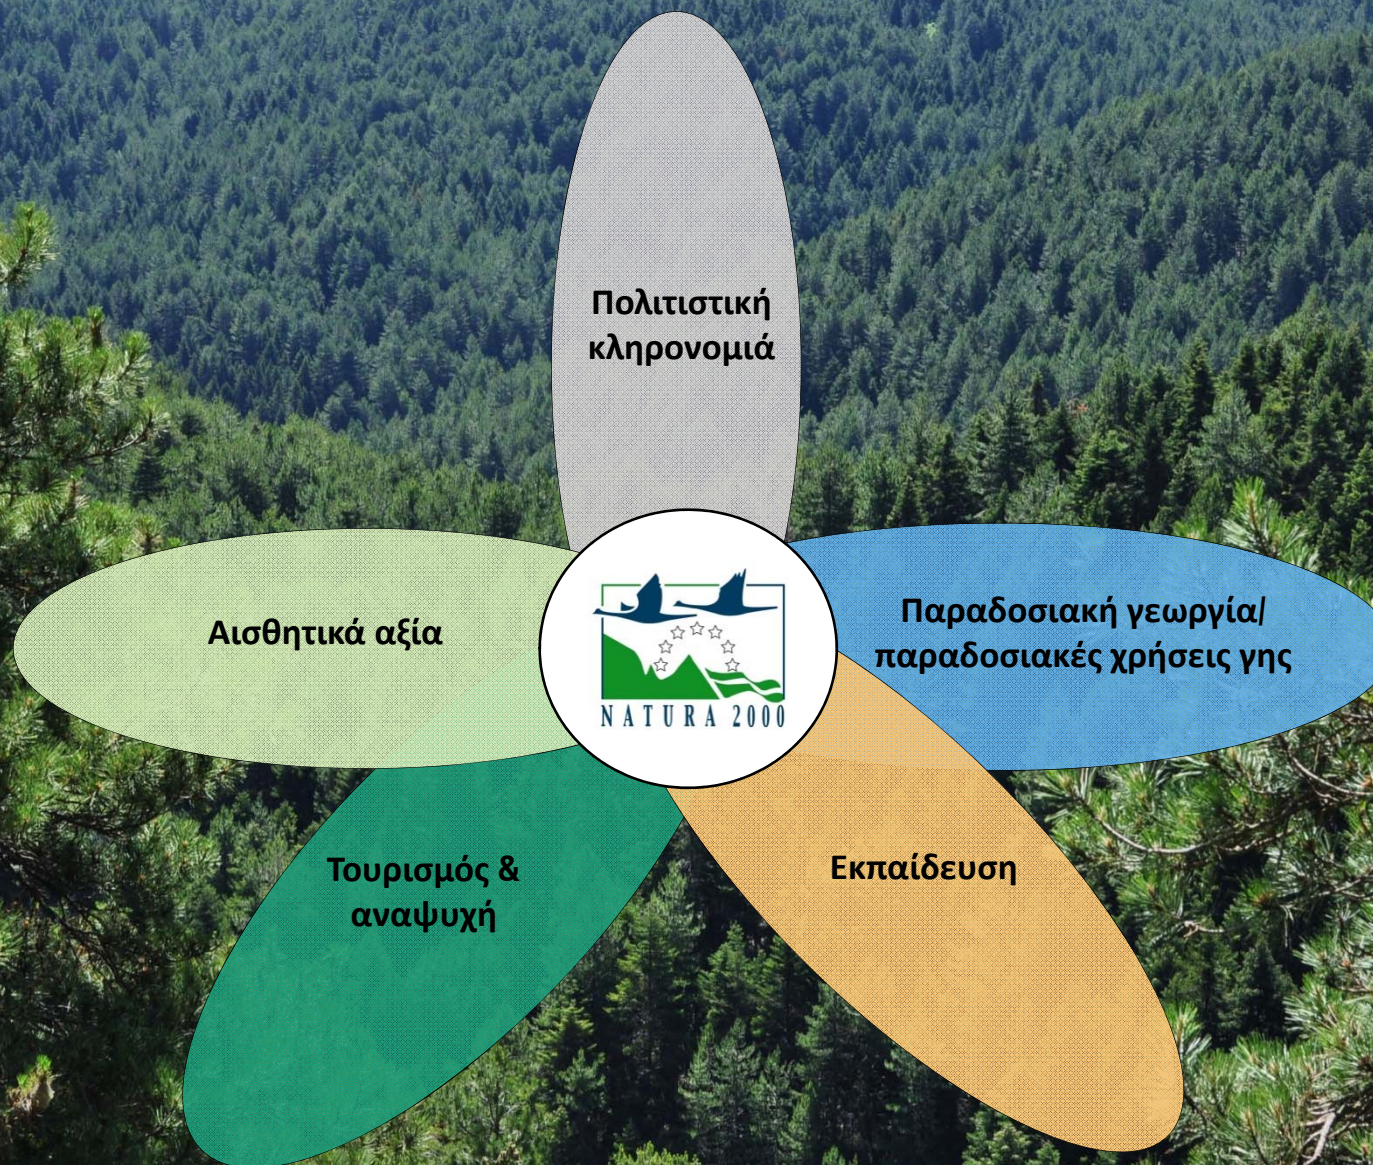 Πολιτιστική
κληρονομιά
Αισθητικά αξία
Παραδοσιακή γεωργία/
παραδοσιακές χρήσεις γης
NATURA 2000
Τουρισμός &
αναψυχή
Εκπαίδευση